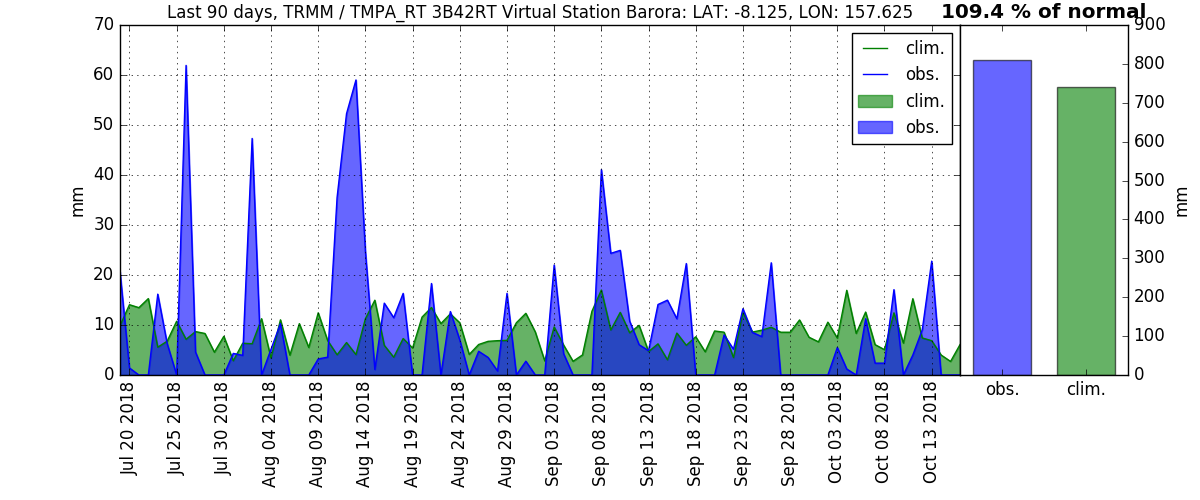 Last 90 days, TRMM / TMPA_RT 3B42RT Virtual Station Barora: LAT: -8.125, LON: 157.625
109.4 % of normal
70
60
50
40
30
20
10
0
mm
clim.
obs.
clim.
obs.
900
800
700
600
500
400
300
200
100
0
mm
Jul 20 2018
Jul 25 2018
Jul 30 2018
Aug 04 2018
Aug 09 2018
Aug 14 2018
Aug 19 2018
Aug 24 2018
Aug 29 2018
Sep 03 2018
Sep 08 2018
Sep 13 2018
Sep 18 2018
Sep 23 2018
Sep 28 2018
Oct 03 2018
Oct 08 2018
Oct 13 2018
obs.
clim.